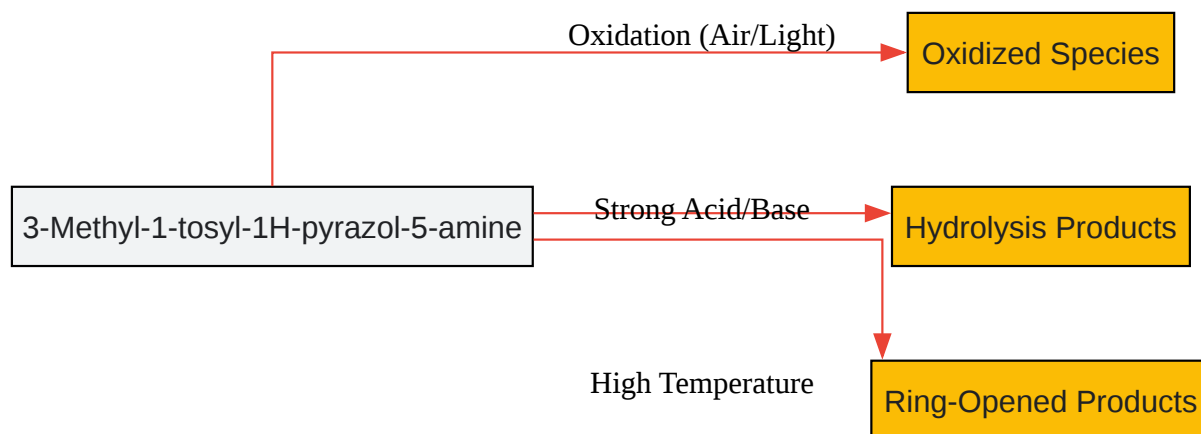 Oxidation (Air/Light)
Oxidized Species
3-Methyl-1-tosyl-1H-pyrazol-5-amine
Strong Acid/Base
Hydrolysis Products
High Temperature
Ring-Opened Products